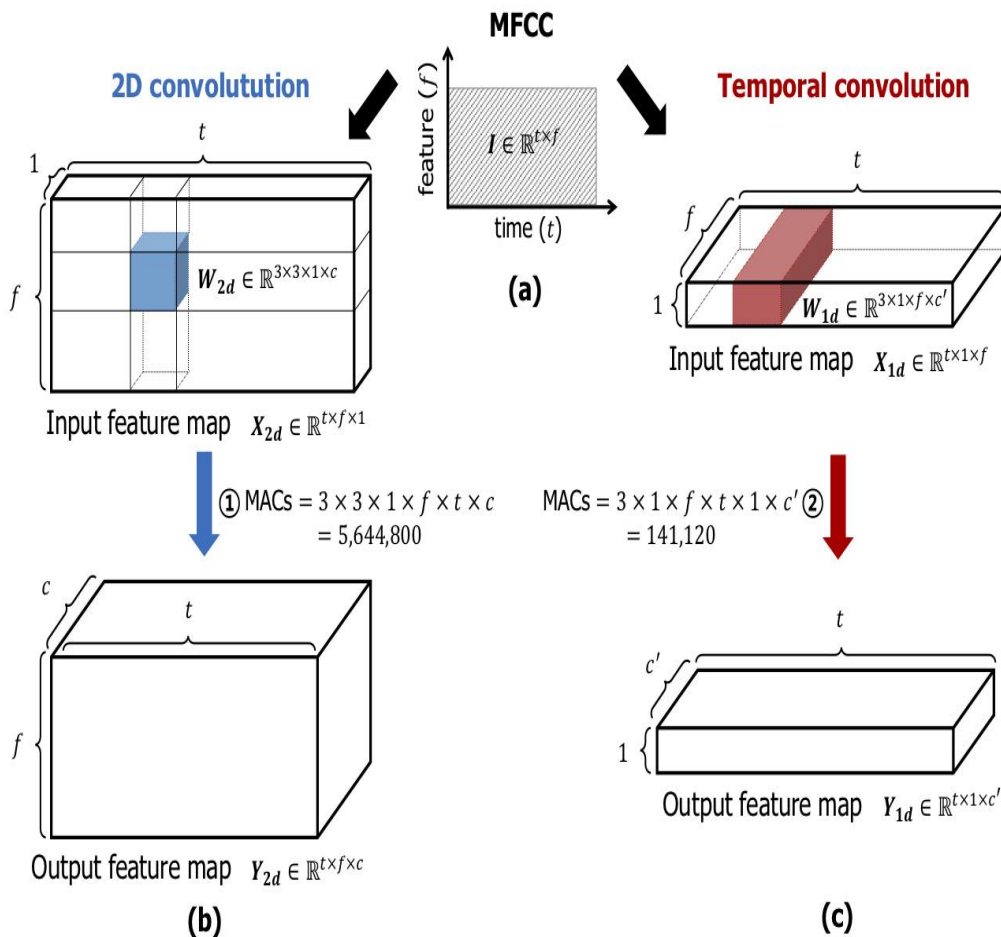 MFCC
feature (f)
I ∈ ℝ^{t×f}
time (t)
(a)
2D convolutution
t
1
f
W_{2d} ∈ ℝ^{3×3×1×c}
Input feature map X_{2d} ∈ ℝ^{t×f×1}
① MACs = 3 × 3 × 1 × f × t × c
= 5,644,800
c
t
f
Output feature map Y_{2d} ∈ ℝ^{t×f×c}
(b)
Temporal convolution
t
f
1
W_{1d} ∈ ℝ^{3×1×f×c′}
Input feature map X_{1d} ∈ ℝ^{t×1×f}
MACs = 3 × 1 × f × t × 1 × c′ ②
= 141,120
t
c′
1
Output feature map Y_{1d} ∈ ℝ^{t×1×c′}
(c)